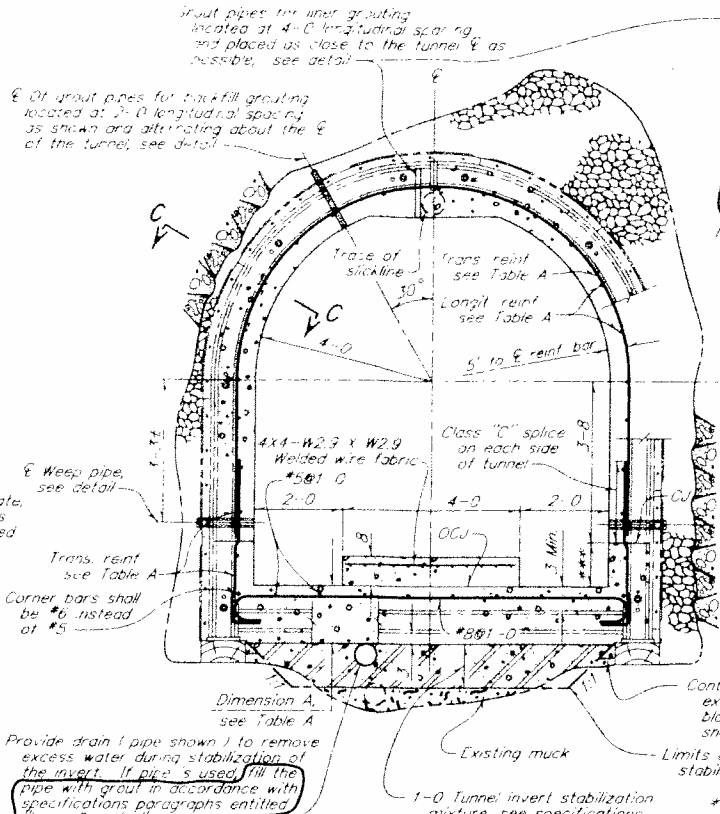 Grout pipes for liner grouting
located at 4-0 longitudinal spacing
and placed as close to the tunnel ℄ as
possible, see detail
℄
℄ Of grout pipes for backfill grouting
located at 2-0 longitudinal spacing
as shown and alternating about the ℄
of the tunnel, see detail
C
Trace of
slickline
Trans reint
see Table A
30°
Longit reinf
see Table A
C
4-0
5" to ℄ reinf bar
4x4-W2.9 x W2.9
Welded wire fabric
#5@1 0
Class "C" splice
on each side
of tunnel
3-8
℄ Weep pipe,
see detail
2-0
4-0
2-0
CJ
8
OCJ
3 Min.
***
Trans. reinf
see Table A
Corner bars shall
be #6 instead
of #5
#8@1-0
Dimension A,
see Table A
Provide drain ( pipe shown ) to remove
excess water during stabilization of
the invert. If pipe is used, fill the
pipe with grout in accordance with
specifications paragraphs entitled
Existing muck
Limits
stabil
1-0 Tunnel invert stabilization
mixture, see specifications